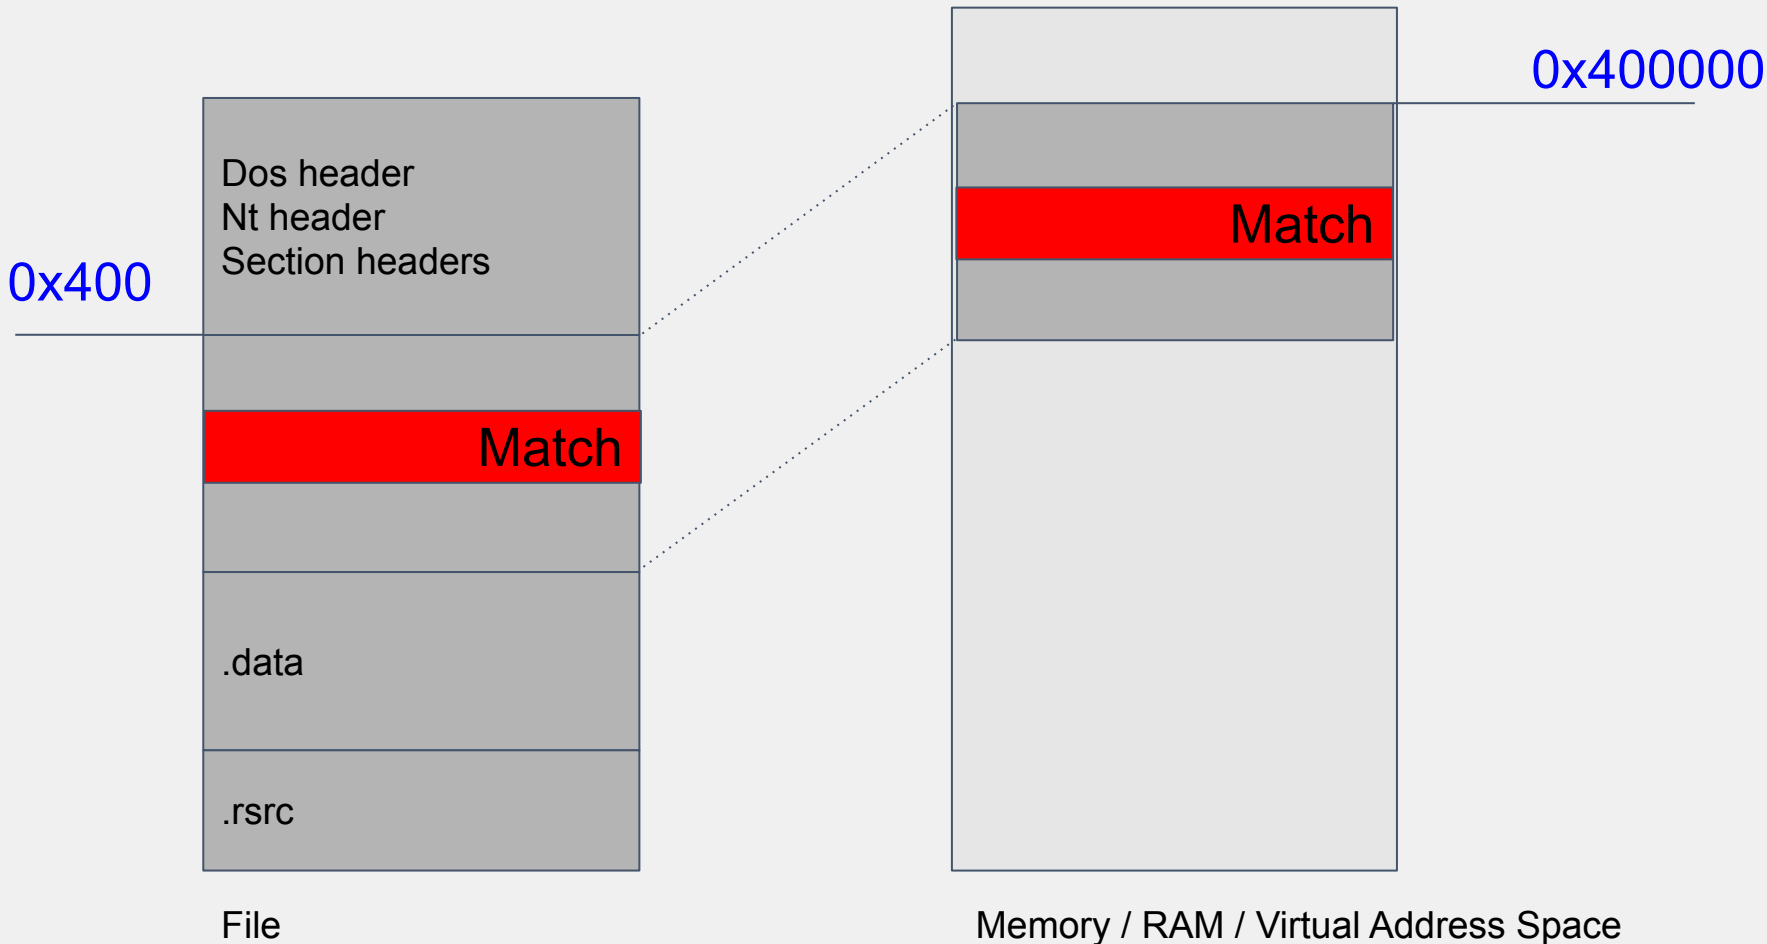 0x400000
Dos header
Nt header
Section headers
0x400
Match
Match
.data
.rsrc
File
Memory / RAM / Virtual Address Space